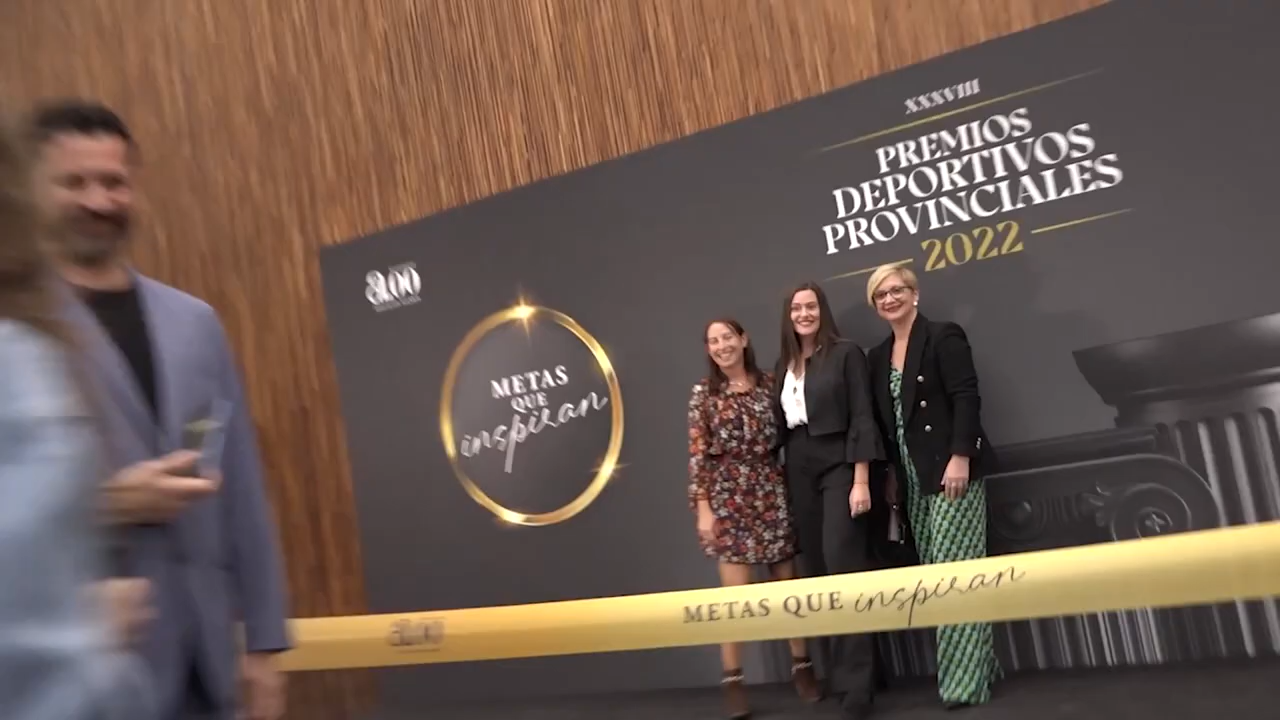 XXXVIII
PREMIOS
DEPORTIVOS
PROVINCIALES
2022
METAS
QUE
inspiran
METAS QUE inspiran